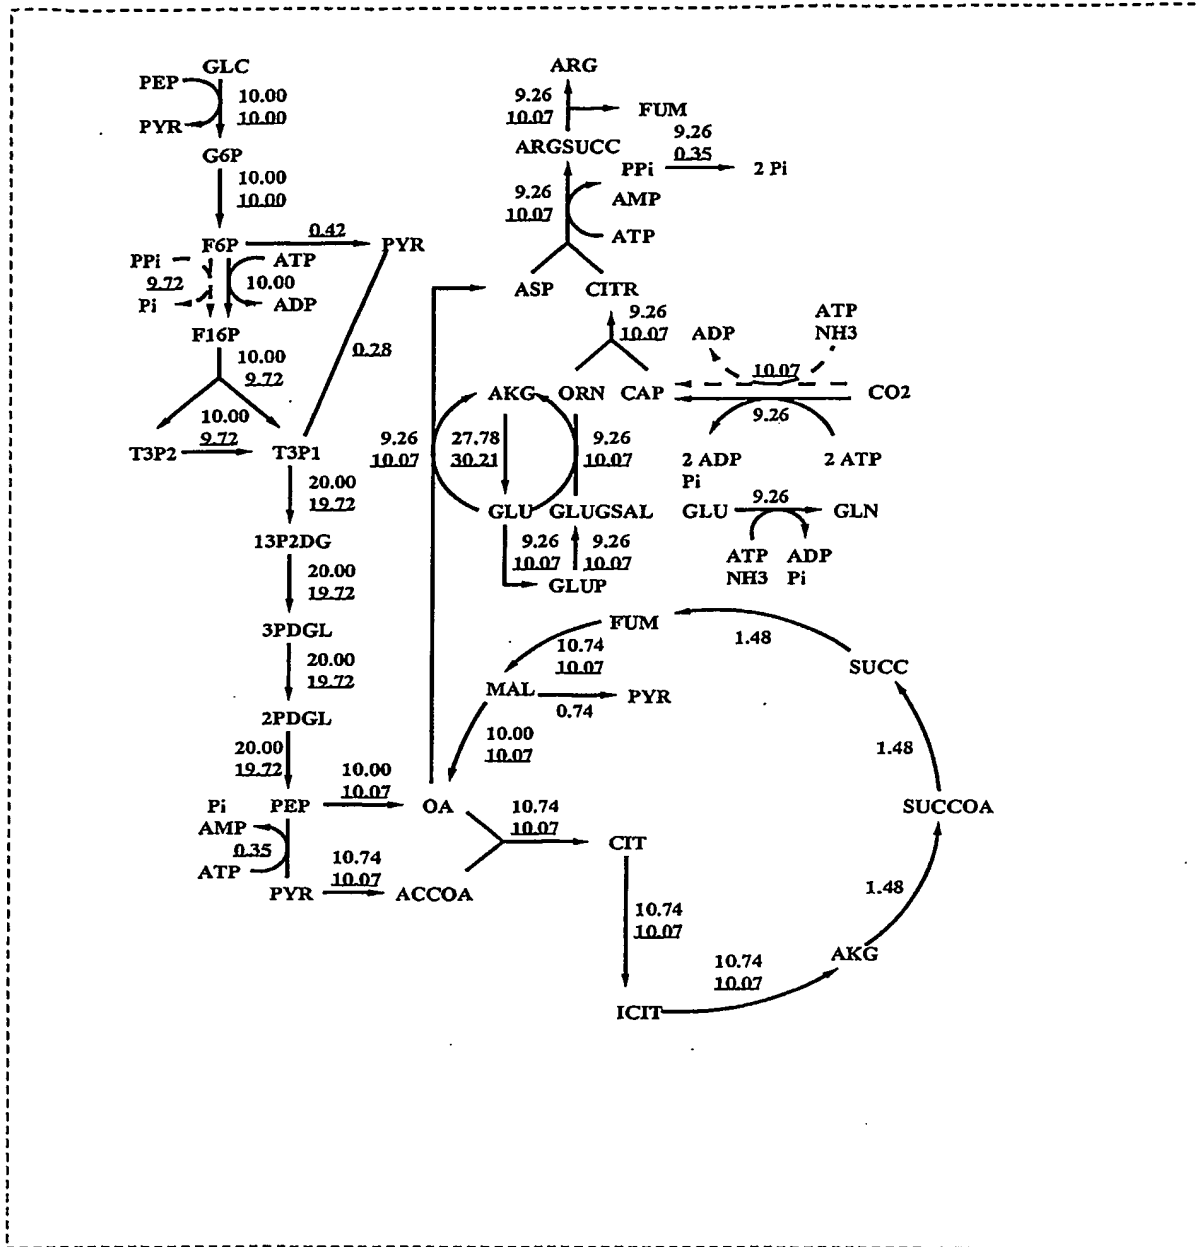 GLC
PEP
10.00
10.00
PYR
G6P
10.00
10.00
F6P
0.42
PYR
PPi
ATP
9.72
10.00
Pi
ADP
F16P
10.00
9.72
0.28
10.00
9.72
T3P2
T3P1
20.00
19.72
13P2DG
20.00
19.72
3PDGL
20.00
19.72
2PDGL
20.00
19.72
Pi
PEP
10.00
10.07
OA
AMP
0.35
ATP
PYR
10.74
10.07
ACCOA
ARG
9.26
10.07
FUM
ARGSUCC
9.26
0.35
PPi
2 Pi
9.26
10.07
AMP
ATP
ASP
CITR
9.26
10.07
ADP
ATP
NH3
10.07
AKG
ORN
CAP
CO2
9.26
9.26
10.07
27.78
30.21
9.26
10.07
2 ADP
Pi
2 ATP
GLU
GLUGSAL
GLU
9.26
GLN
9.26
10.07
9.26
10.07
ATP
NH3
ADP
Pi
GLUP
FUM
1.48
10.74
10.07
SUCC
MAL
0.74
PYR
10.00
10.07
1.48
SUCCOA
10.74
10.07
CIT
1.48
10.74
10.07
AKG
10.74
10.07
ICIT